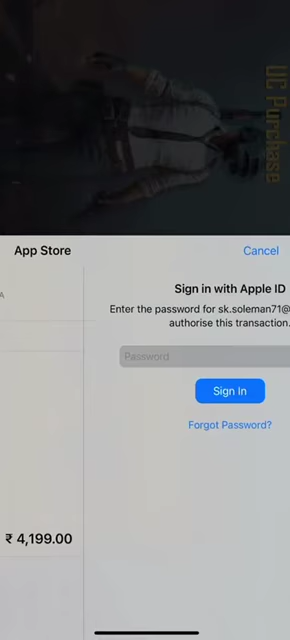 UC Purchase
App Store
Cancel
A
Sign in with Apple ID
Enter the password for sk.soleman71@
authorise this transaction.
Password
Sign In
Forgot Password?
₹ 4,199.00